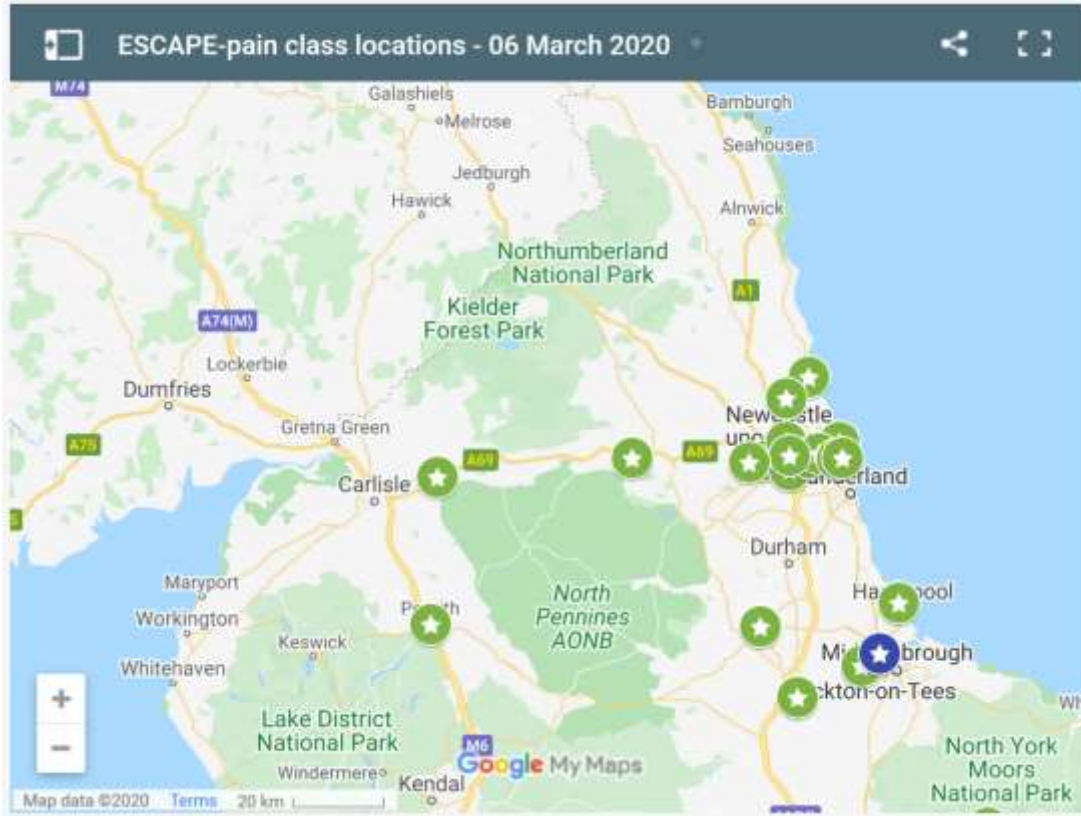 ESCAPE-pain class locations - 06 March 2020
M74
Galashiels
Melrose
Bamburgh
Seahouses
Jedburgh
Hawick
Alnwick
Northumberland
National Park
A1
Kielder
Forest Park
A74(M)
Lockerbie
Dumfries
Gretna Green
A75
A69
A69
Carlisle
Durham
Maryport
Workington
North
Pennines
AONB
Keswick
Whitehaven
Lake District
National Park
M6
Google My Maps
Windermere
Kendal
North York
Moors
National Park
Map data ©2020 Terms 20 km